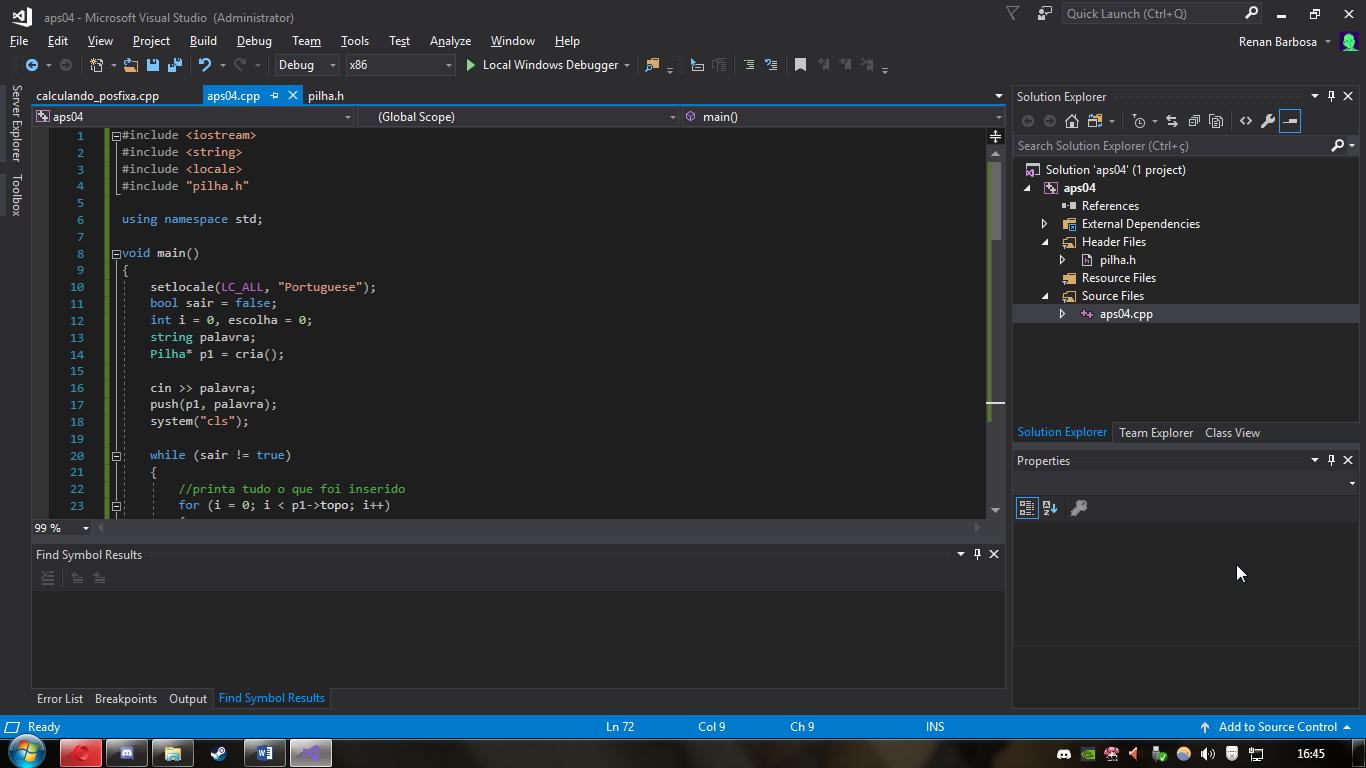 aps04 - Microsoft Visual Studio (Administrator)
Quick Launch (Ctrl+Q)
File Edit View Project Build Debug Team Tools Test Analyze Window Help
Renan Barbosa
Debug x86 Local Windows Debugger
Server Explorer
Toolbox
calculando_posfixa.cpp aps04.cpp pilha.h
aps04 (Global Scope) main()
1 #include <iostream>
2 #include <string>
3 #include <locale>
4 #include "pilha.h"
5
6 using namespace std;
7
8 void main()
9 {
10 setlocale(LC_ALL, "Portuguese");
11 bool sair = false;
12 int i = 0, escolha = 0;
13 string palavra;
14 Pilha* p1 = cria();
15
16 cin >> palavra;
17 push(p1, palavra);
18 system("cls");
19
20 while (sair != true)
21 {
22 //printa tudo o que foi inserido
23 for (i = 0; i < p1->topo; i++)
99 %
Find Symbol Results
Error List Breakpoints Output Find Symbol Results
Solution Explorer
Search Solution Explorer (Ctrl+ç)
Solution 'aps04' (1 project)
aps04
References
External Dependencies
Header Files
pilha.h
Resource Files
Source Files
aps04.cpp
Solution Explorer Team Explorer Class View
Properties
Ready Ln 72 Col 9 Ch 9 INS Add to Source Control
16:45